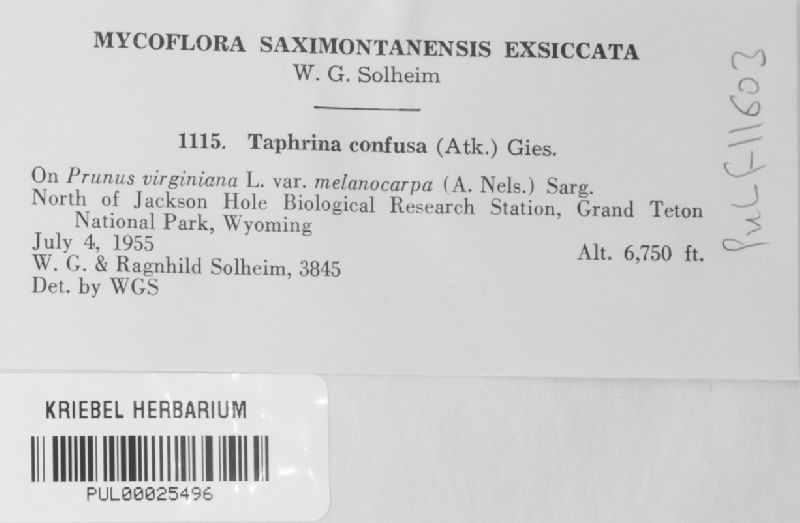 MYCOFLORA SAXIMONTANENSIS EXSICCATA
W. G. Solheim
1115. Taphrina confusa (Atk.) Gies.
On Prunus virginiana L. var. melanocarpa (A. Nels.) Sarg.
North of Jackson Hole Biological Research Station, Grand Teton
National Park, Wyoming
July 4, 1955
Alt. 6,750 ft.
W. G. & Ragnhild Solheim, 3845
Det. by WGS
PUL F-11603
KRIEBEL HERBARIUM
PUL00025496